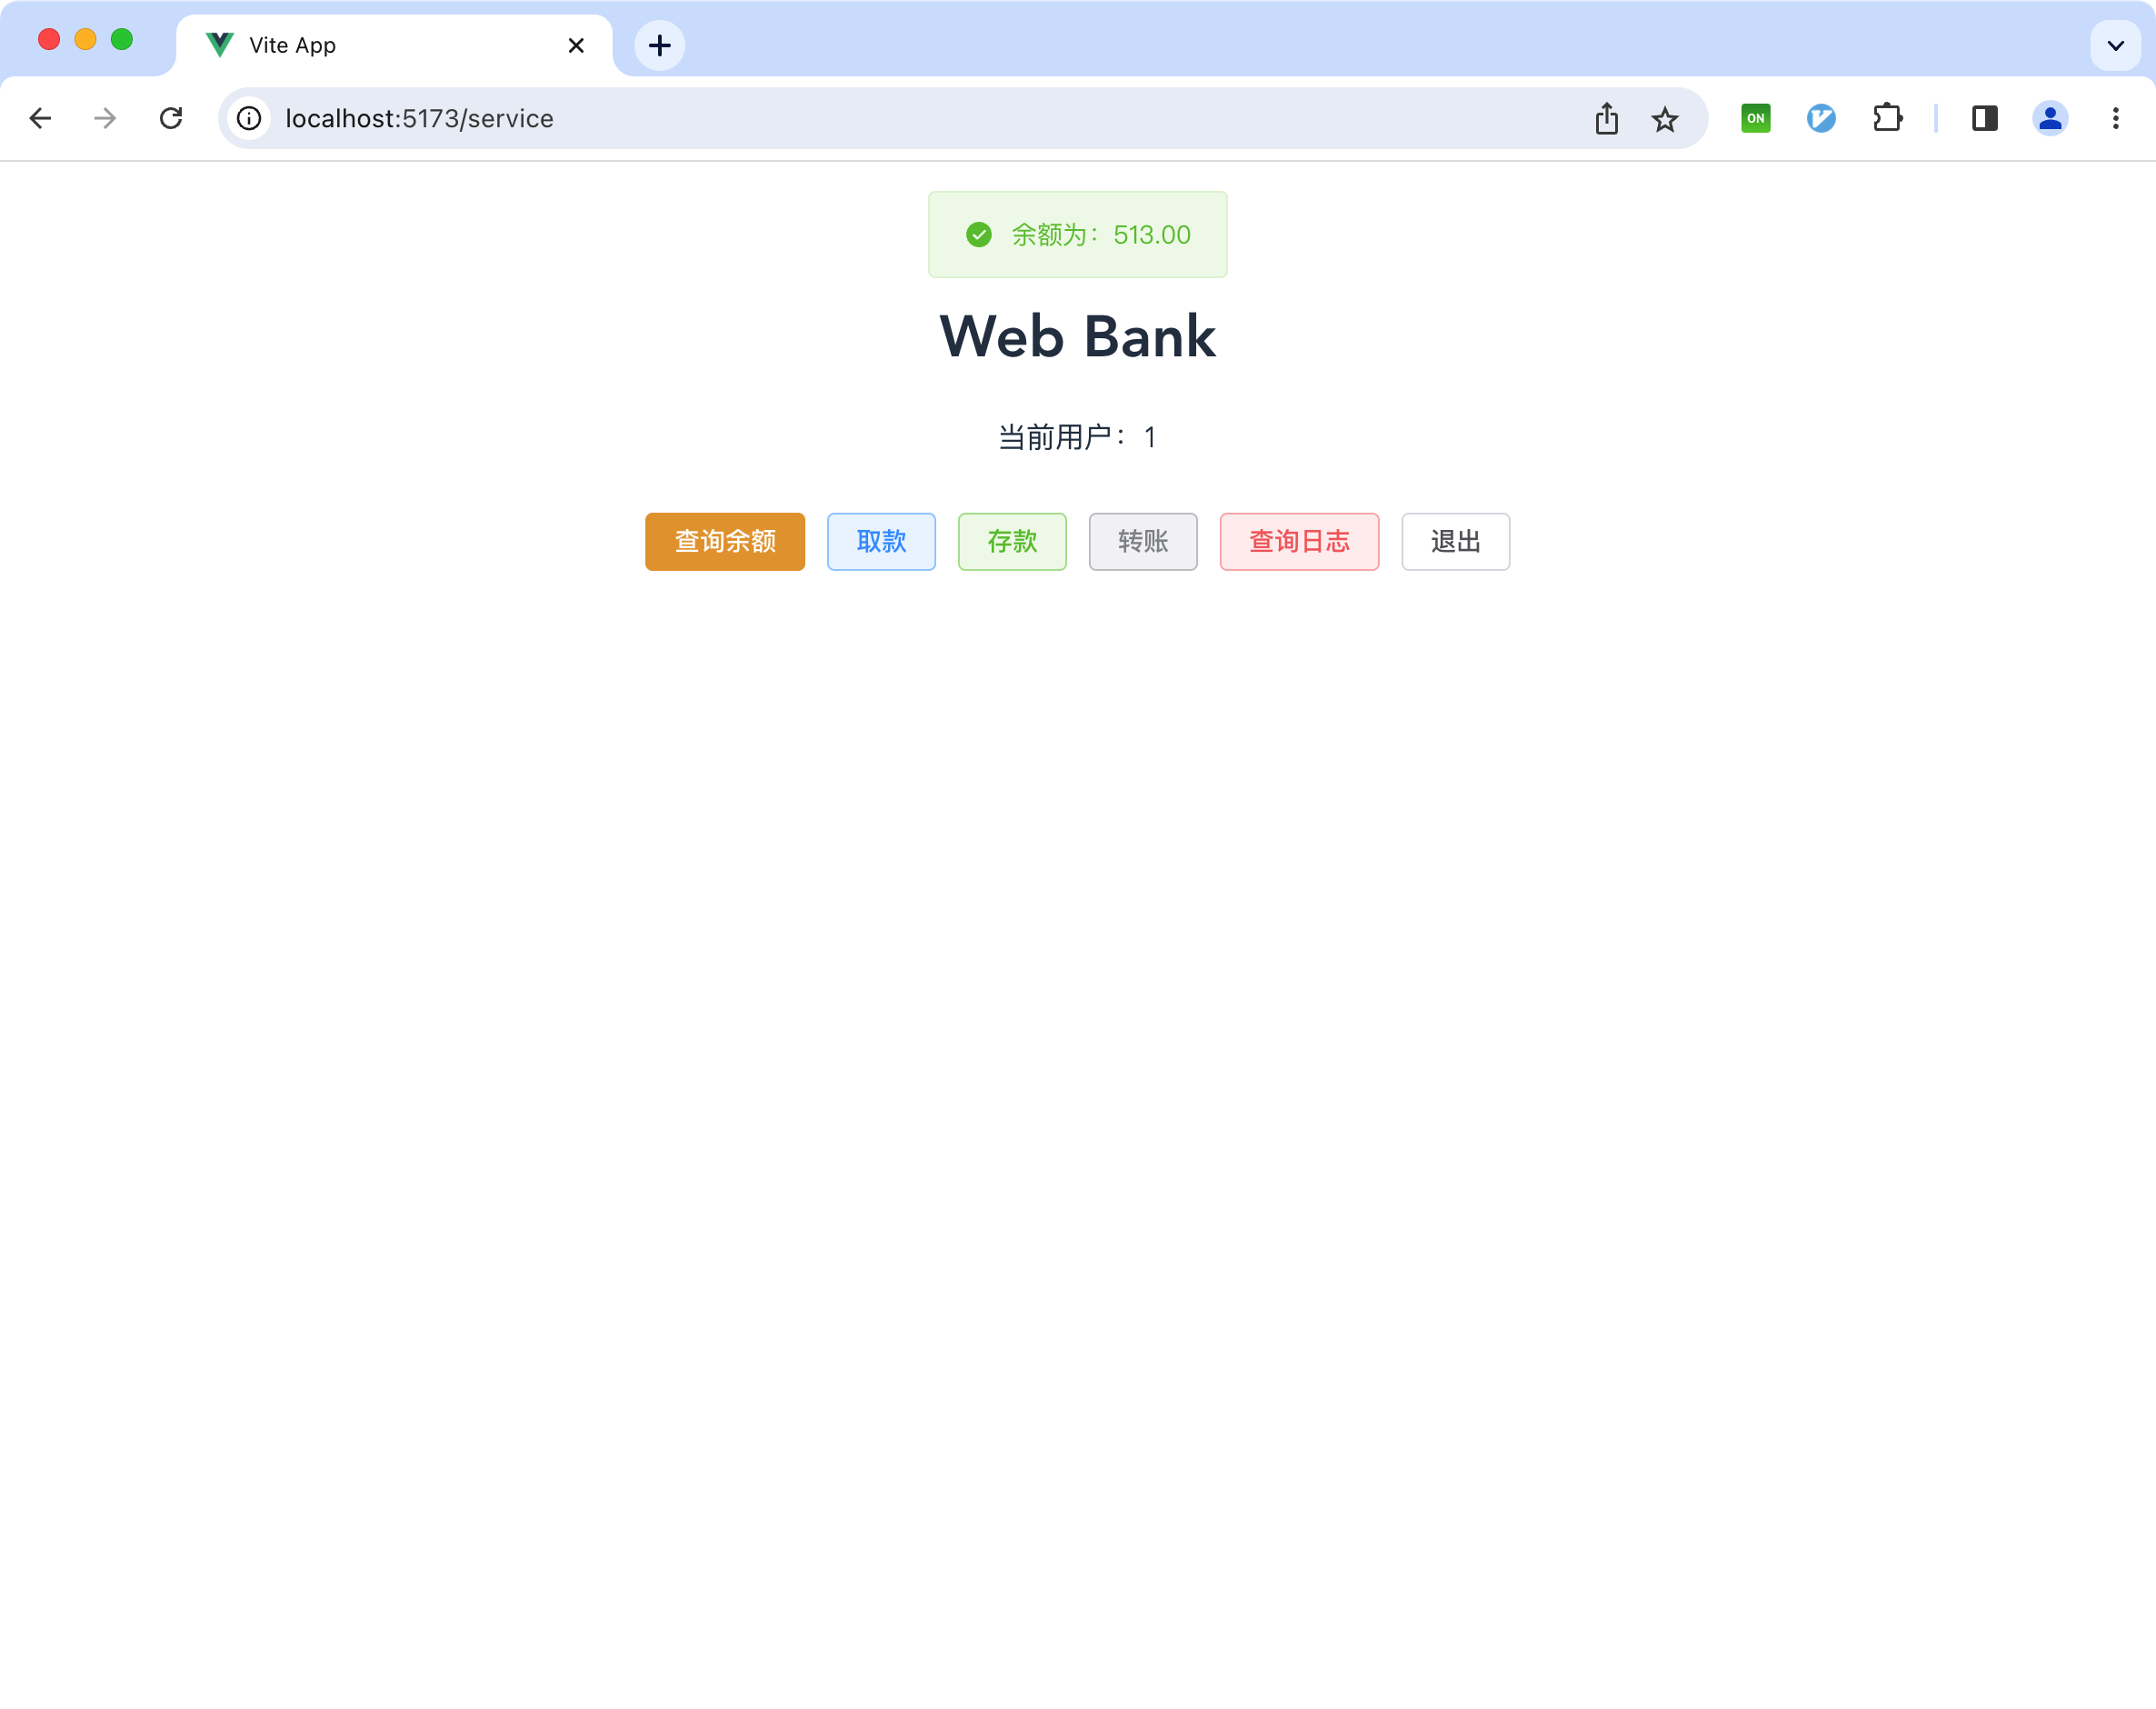 Vite App
localhost:5173/service
ON
余额为：513.00
Web Bank
当前用户：1
查询余额 取款 存款 转账 查询日志 退出